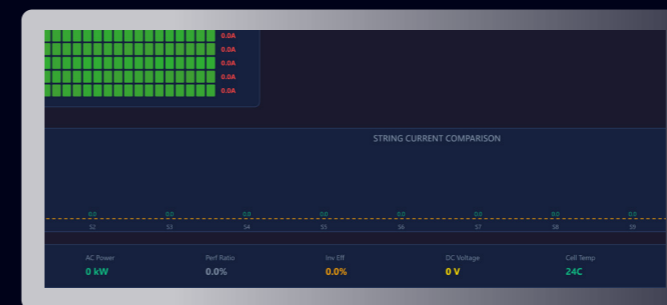 0.0A
0.0A
0.0A
0.0A
0.0A
STRING CURRENT COMPARISON
0.0 0.0 0.0 0.0 0.0 0.0 0.0 0.0
S2 S3 S4 S5 S6 S7 S8 S9
AC Power Perf Ratio Inv Eff DC Voltage Cell Temp
0 kW 0.0% 0.0% 0 V 24C